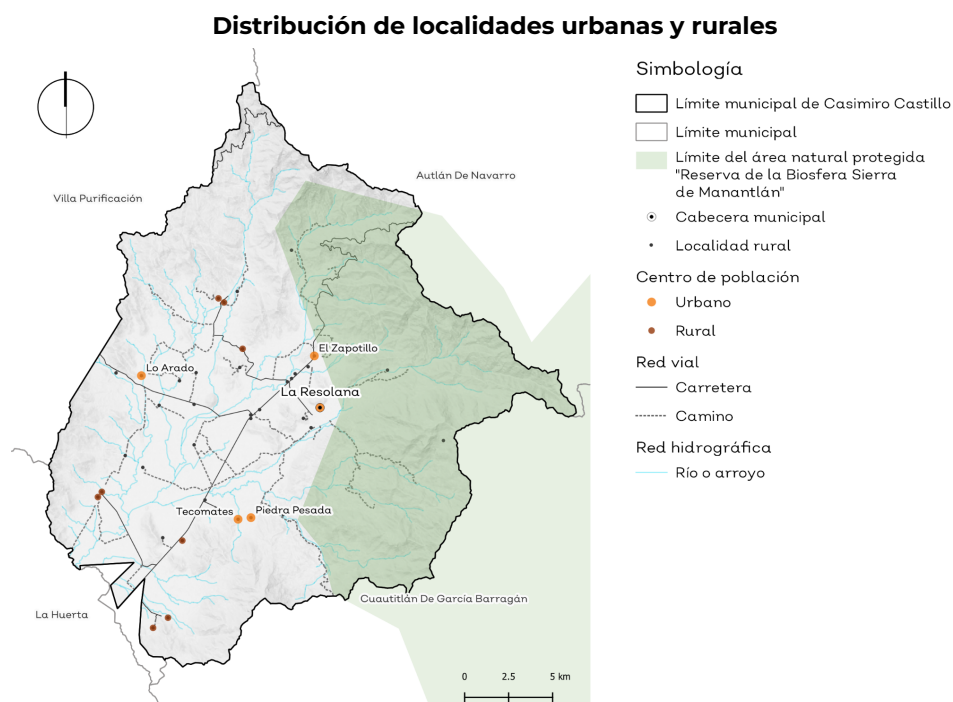 Distribución de localidades urbanas y rurales
Simbología
Límite municipal de Casimiro Castillo
Límite municipal
Límite del área natural protegida
"Reserva de la Biosfera Sierra
de Manantlán"
Cabecera municipal
Localidad rural
Centro de población
Urbano
Rural
Red vial
Carretera
Camino
Red hidrográfica
Río o arroyo
Autlán De Navarro
Villa Purificación
El Zapotillo
Lo Arado
La Resolana
Tecomates
Piedra Pesada
Cuautitlán De García Barragán
La Huerta
0 2.5 5 km